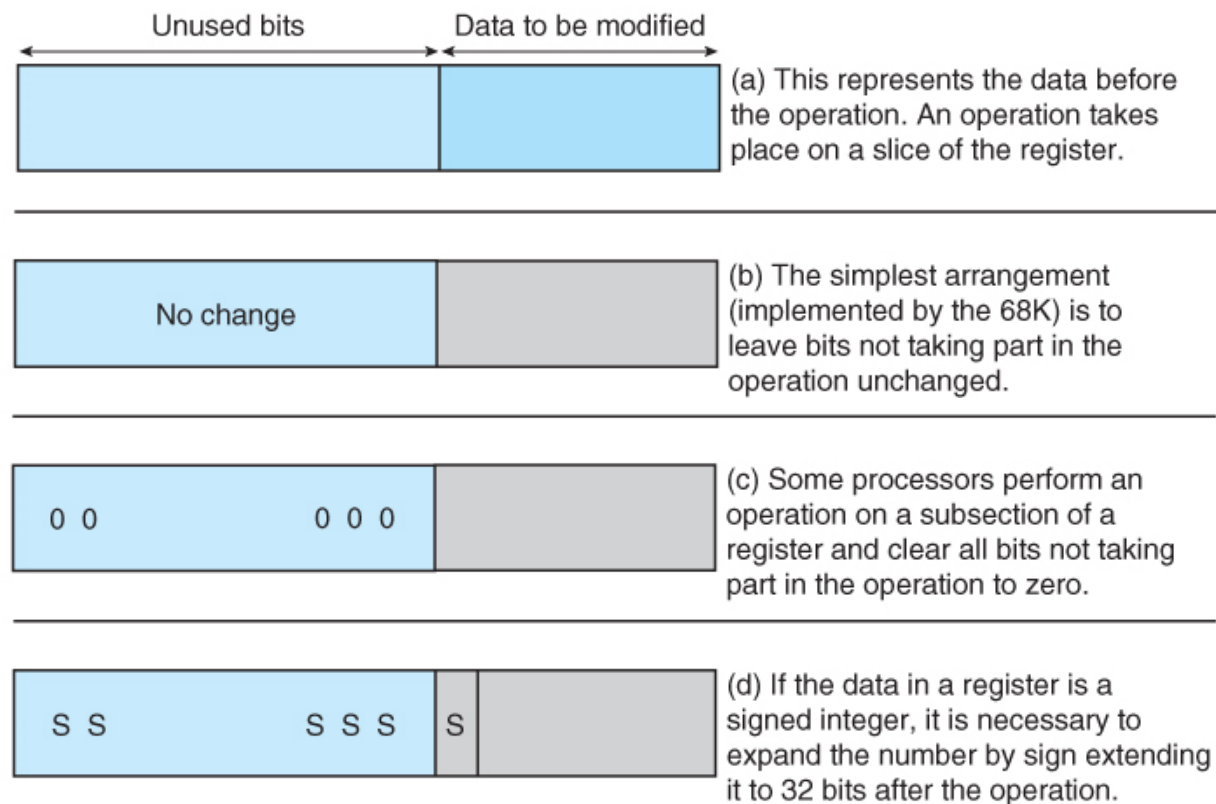 Unused bits Data to be modified
(a) This represents the data before
the operation. An operation takes
place on a slice of the register.
No change
(b) The simplest arrangement
(implemented by the 68K) is to
leave bits not taking part in the
operation unchanged.
0 0 0 0 0
(c) Some processors perform an
operation on a subsection of a
register and clear all bits not taking
part in the operation to zero.
S S S S S S
(d) If the data in a register is a
signed integer, it is necessary to
expand the number by sign extending
it to 32 bits after the operation.